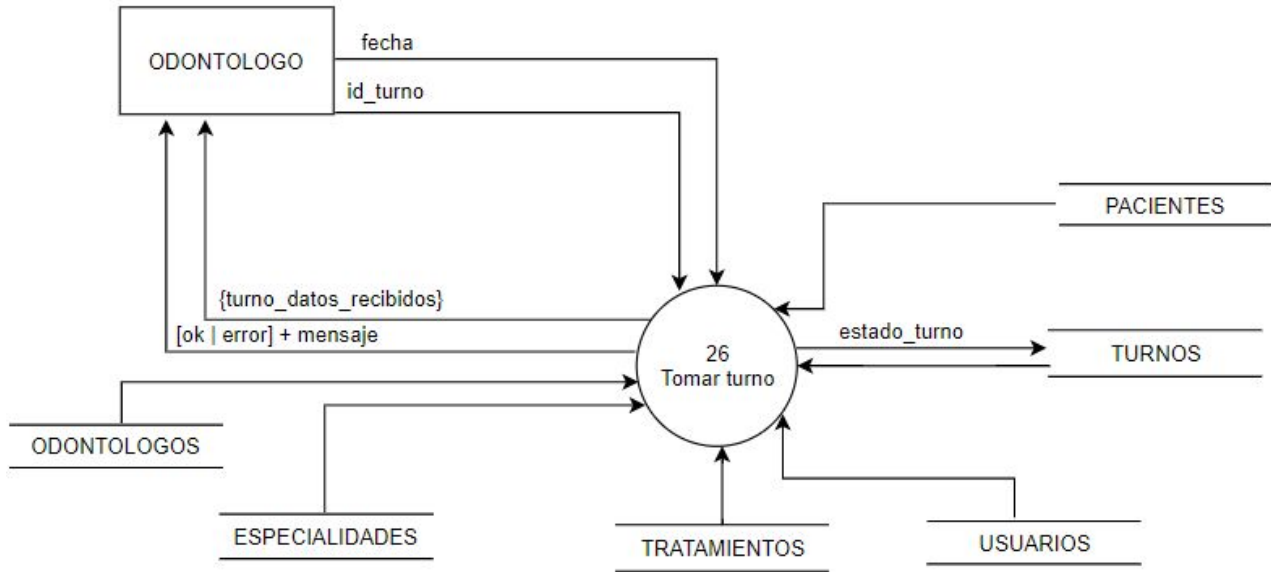 ODONTOLOGO
fecha
id_turno
PACIENTES
{turno_datos_recibidos}
[ok | error] + mensaje
26
Tomar turno
estado_turno
TURNOS
ODONTOLOGOS
ESPECIALIDADES
TRATAMIENTOS
USUARIOS